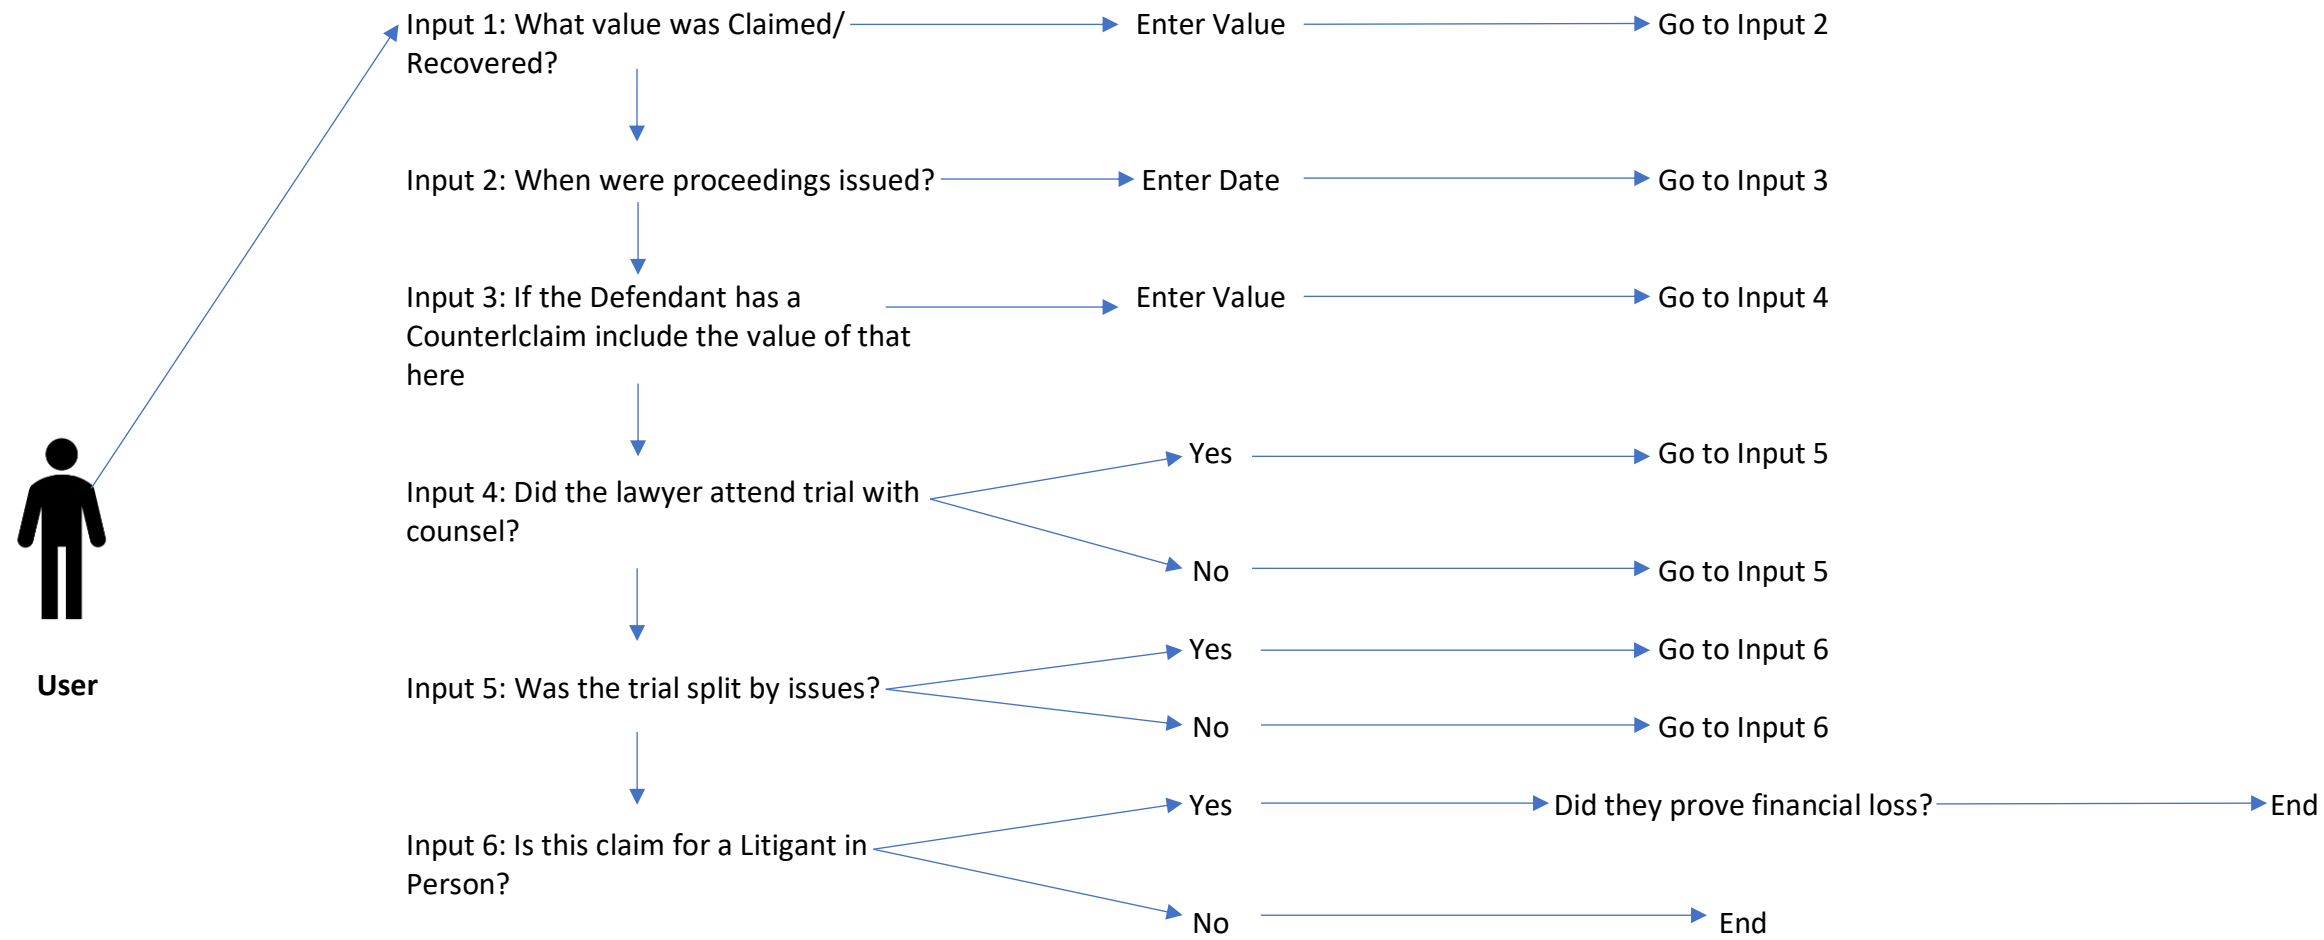 Input 1: What value was Claimed/
Recovered?
Enter Value
Go to Input 2
Input 2: When were proceedings issued?
Enter Date
Go to Input 3
Input 3: If the Defendant has a
Counterlclaim include the value of that
here
Enter Value
Go to Input 4
Input 4: Did the lawyer attend trial with
counsel?
Yes
Go to Input 5
No
Go to Input 5
User
Input 5: Was the trial split by issues?
Yes
Go to Input 6
No
Go to Input 6
Input 6: Is this claim for a Litigant in
Person?
Yes
Did they prove financial loss?
End
No
End